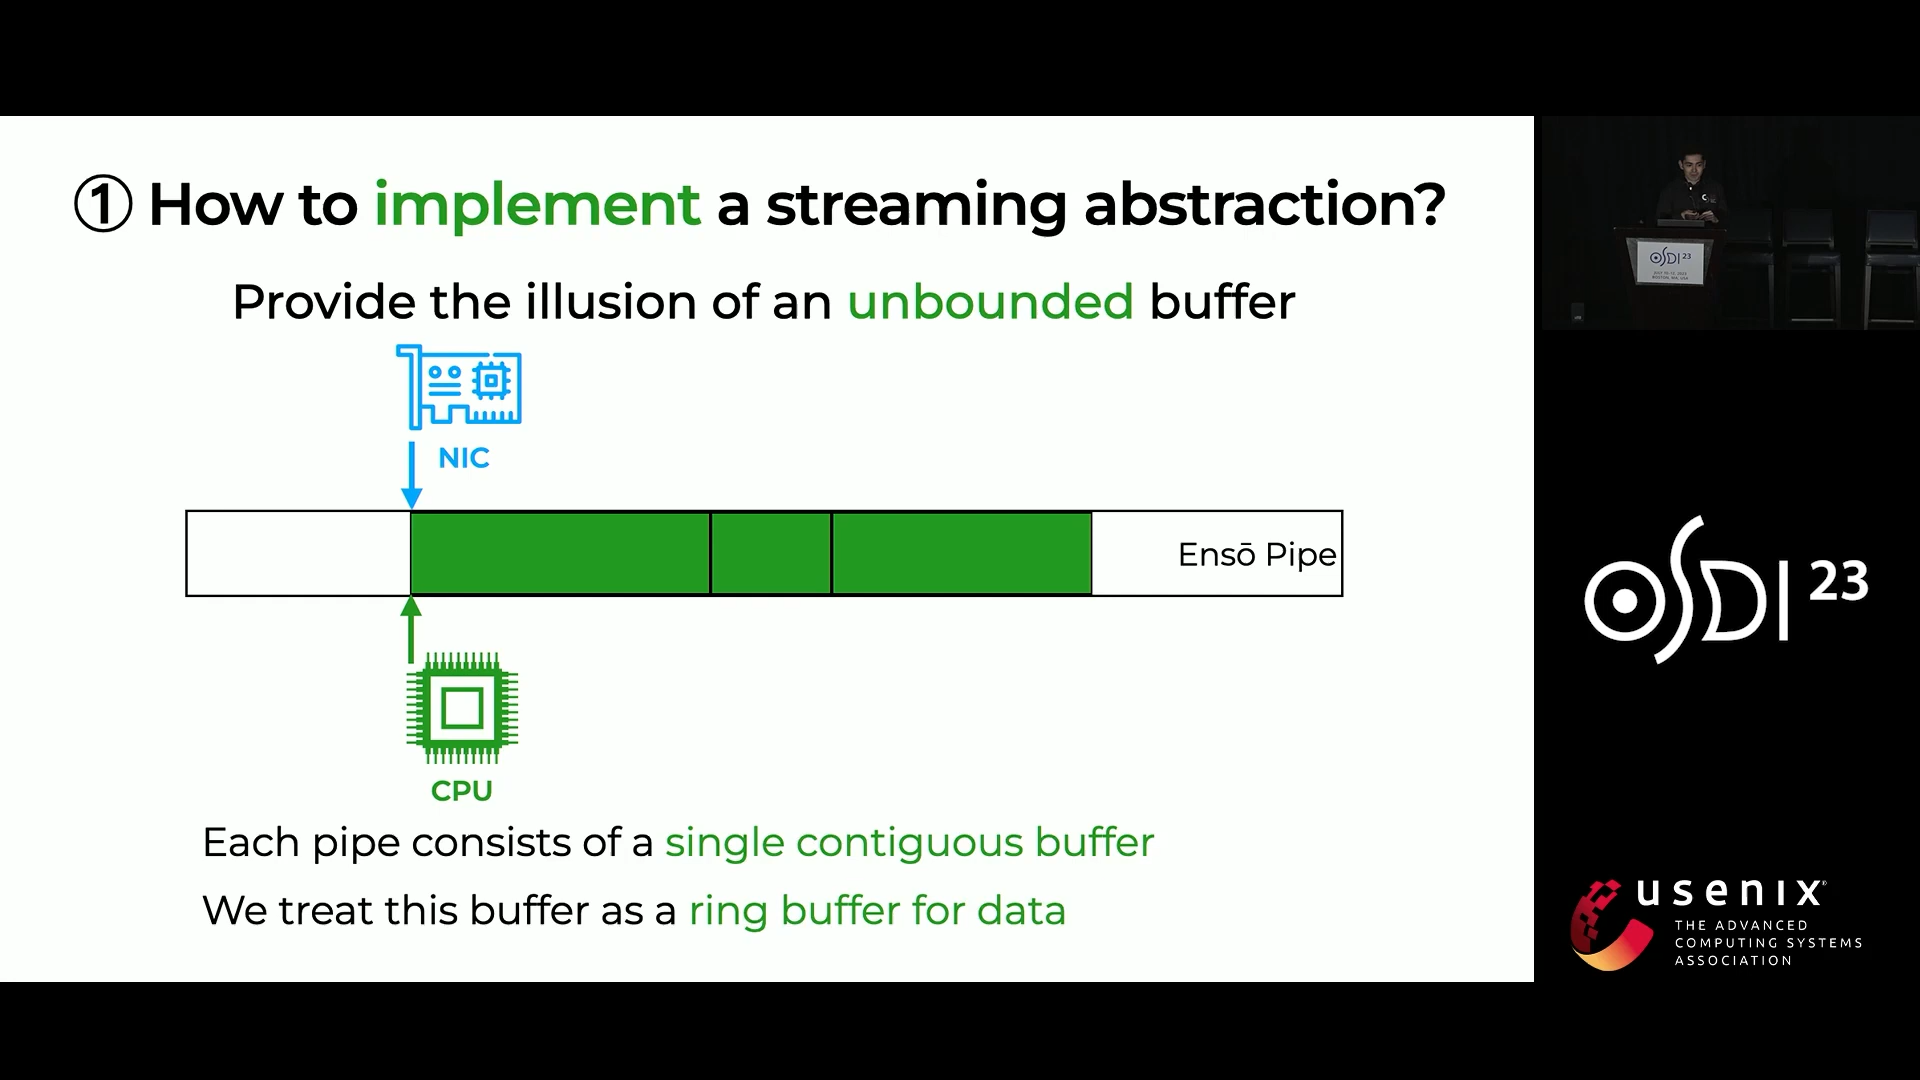 ① How to implement a streaming abstraction?
Provide the illusion of an unbounded buffer
NIC
Ensō Pipe
CPU
Each pipe consists of a single contiguous buffer
We treat this buffer as a ring buffer for data
OSDI 23
OSDI 23
usenix
THE ADVANCED
COMPUTING SYSTEMS
ASSOCIATION